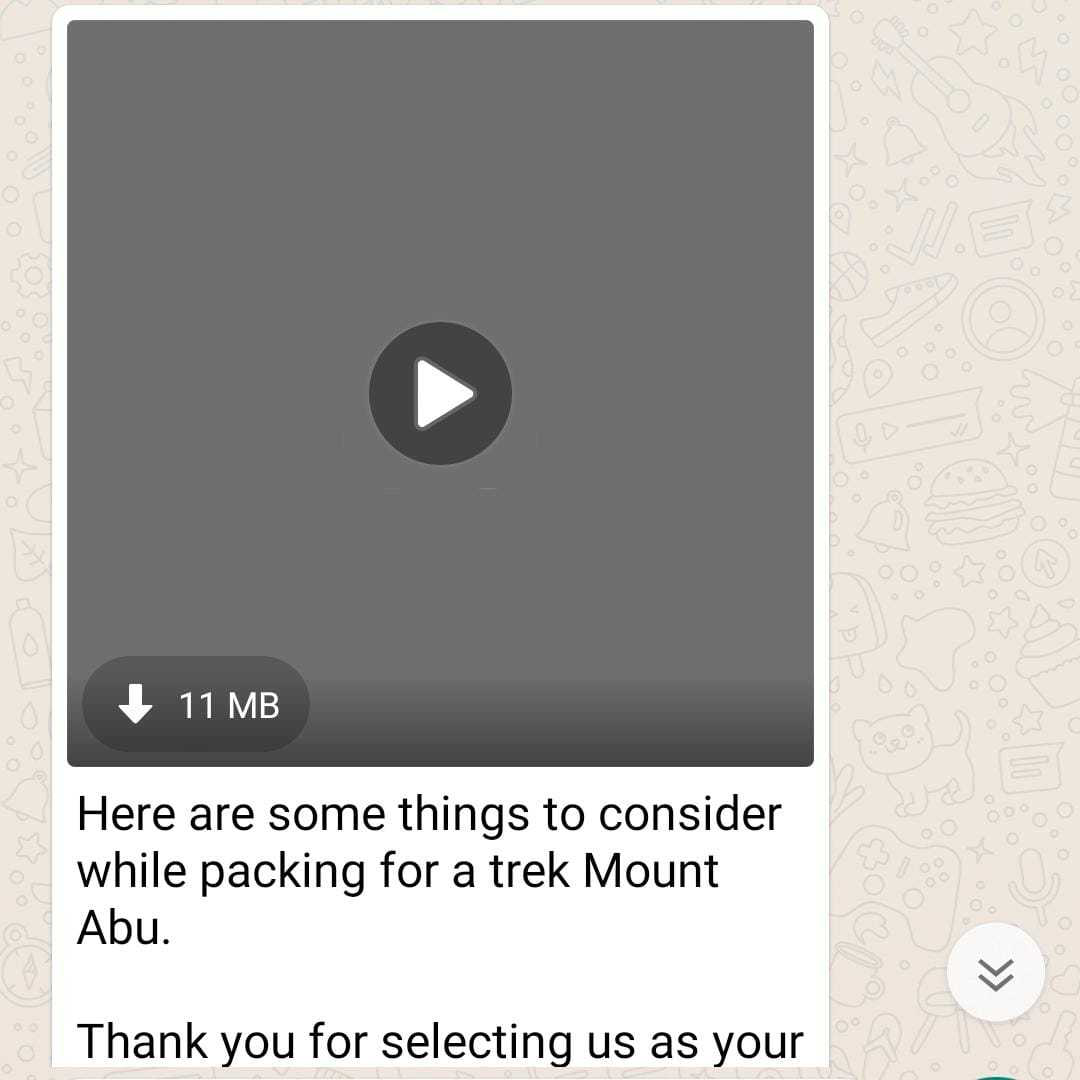 11 MB
Here are some things to consider
while packing for a trek Mount
Abu.
Thank you for selecting us as your